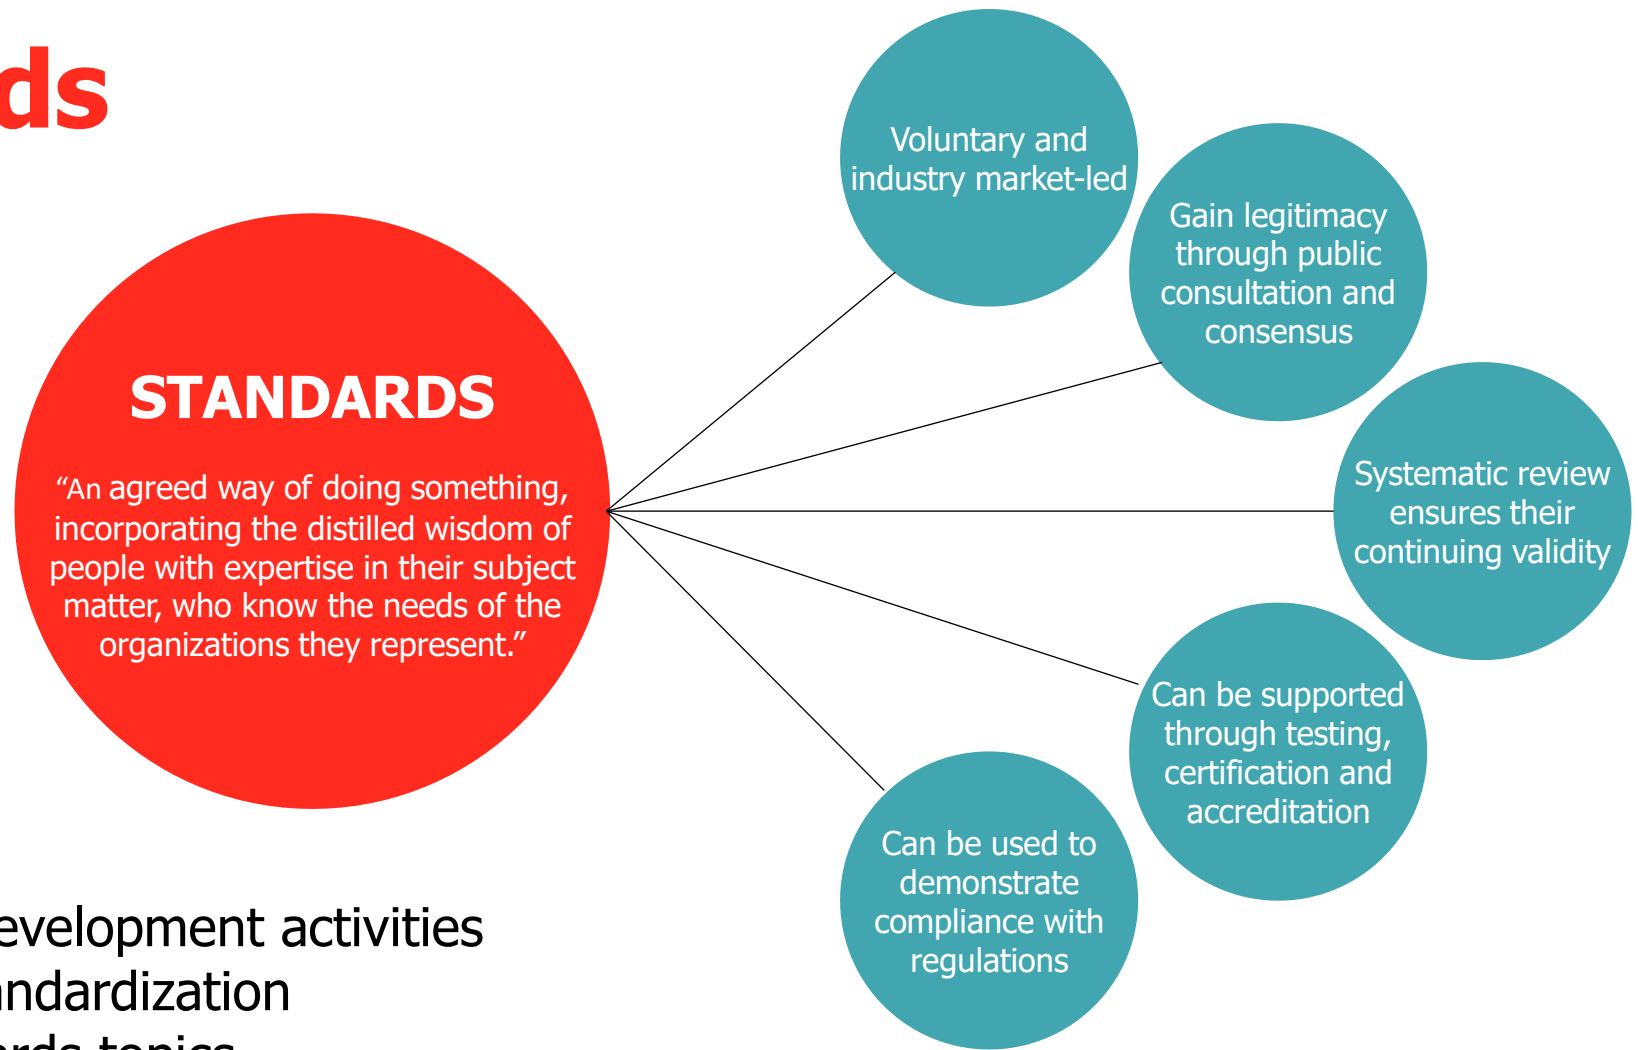 ds
STANDARDS
“An agreed way of doing something,
incorporating the distilled wisdom of
people with expertise in their subject
matter, who know the needs of the
organizations they represent.”
Voluntary and
industry market-led
Gain legitimacy
through public
consultation and
consensus
Systematic review
ensures their
continuing validity
Can be supported
through testing,
certification and
accreditation
Can be used to
demonstrate
compliance with
regulations
evelopment activities
andardization
ards topics